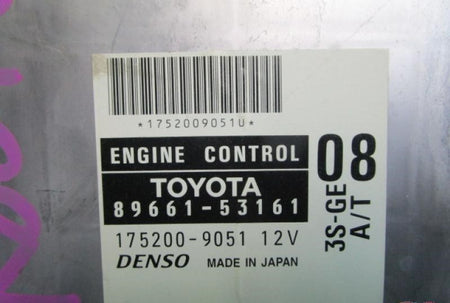 *1752009051U*
ENGINE CONTROL
TOYOTA
89661-53161
175200-9051 12V
DENSO MADE IN JAPAN
08
3S-GE
A/T